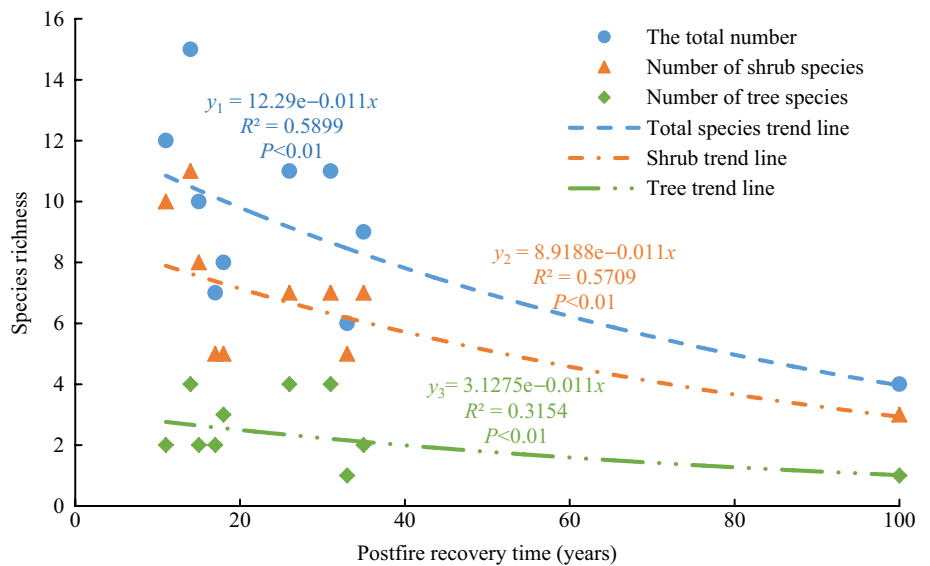 16
14
12
10
8
6
4
2
0
Species richness
0
20
40
60
80
100
Postfire recovery time (years)
The total number
Number of shrub species
Number of tree species
Total species trend line
Shrub trend line
Tree trend line
y₁ = 12.29e−0.011x
R² = 0.5899
P<0.01
y₂ = 8.9188e−0.011x
R² = 0.5709
P<0.01
y₃= 3.1275e−0.011x
R² = 0.3154
P<0.01